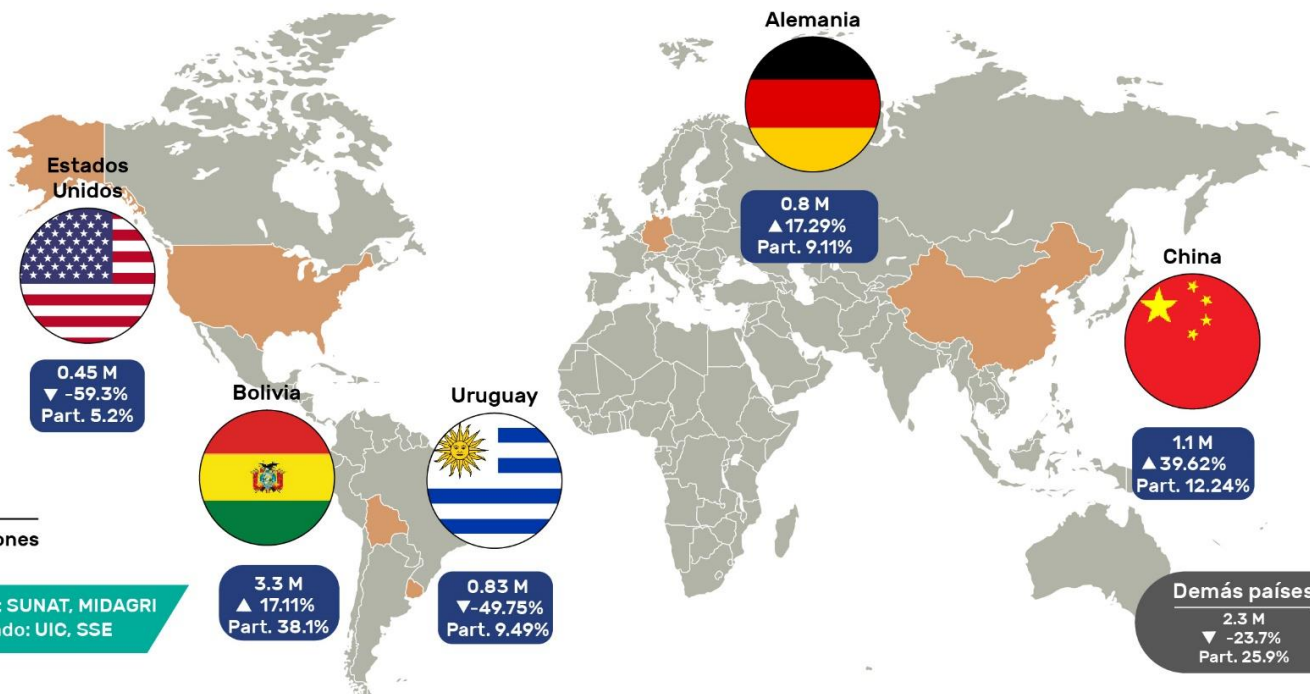 Alemania
0.8 M
▲17.29%
Part. 9.11%
Estados
Unidos
0.45 M
▼ -59.3%
Part. 5.2%
China
1.1 M
▲39.62%
Part. 12.24%
Bolivia
3.3 M
▲ 17.11%
Part. 38.1%
Uruguay
0.83 M
▼-49.75%
Part. 9.49%
ones
: SUNAT, MIDAGRI
do: UIC, SSE
Demás países
2.3 M
▼ -23.7%
Part. 25.9%